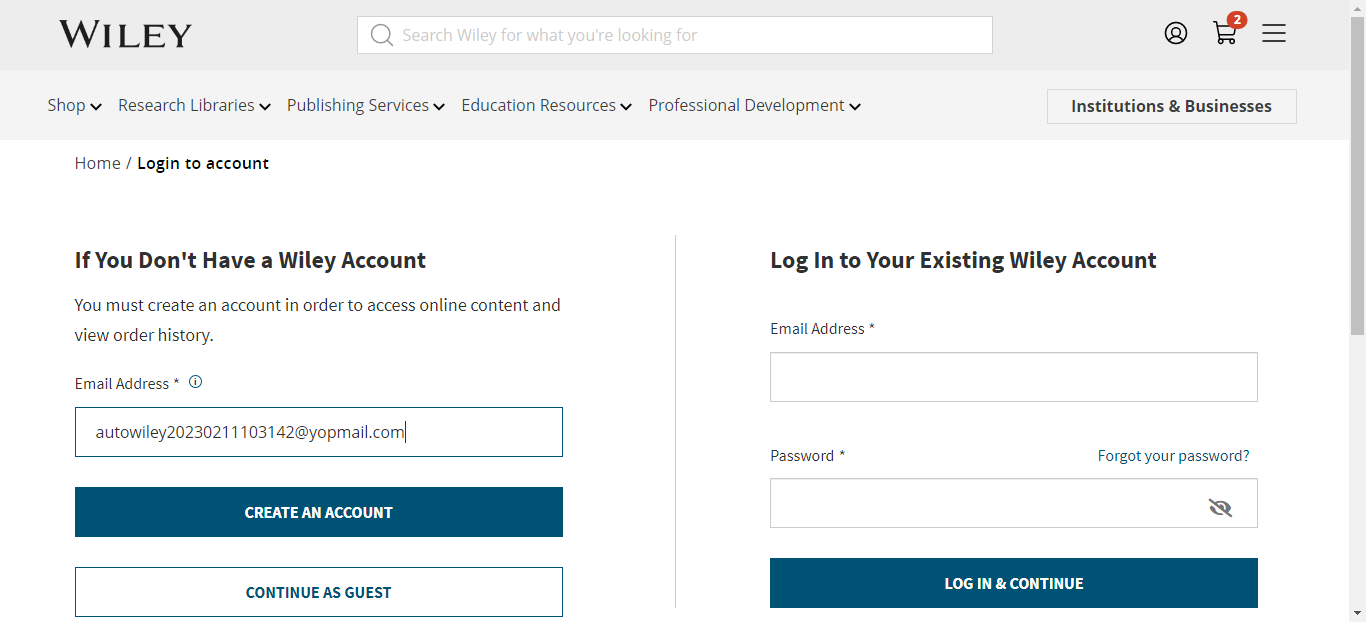 WILEY
Search Wiley for what you're looking for
2
Shop Research Libraries Publishing Services Education Resources Professional Development
Institutions & Businesses
Home / Login to account
If You Don't Have a Wiley Account
You must create an account in order to access online content and
view order history.
Email Address *
autowiley20230211103142@yopmail.com
CREATE AN ACCOUNT
CONTINUE AS GUEST
Log In to Your Existing Wiley Account
Email Address *
Password *
Forgot your password?
LOG IN & CONTINUE